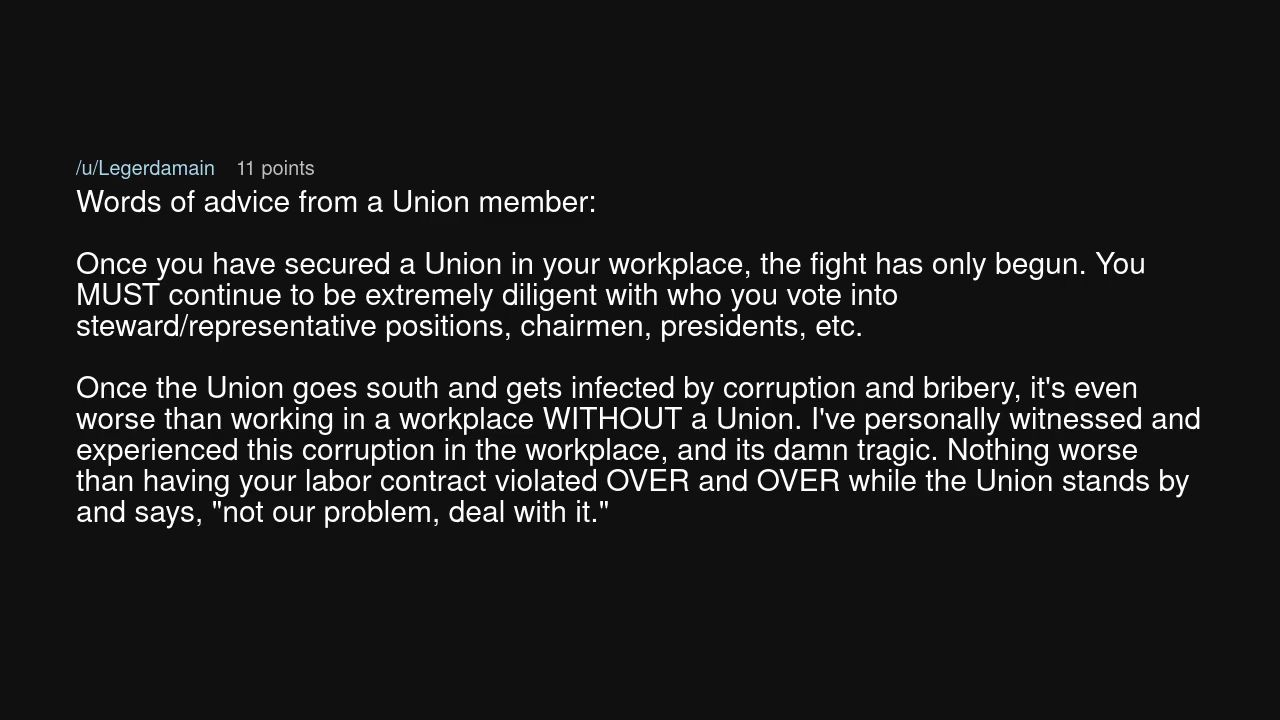 /u/Legerdamain 11 points
Words of advice from a Union member:
Once you have secured a Union in your workplace, the fight has only begun. You
MUST continue to be extremely diligent with who you vote into
steward/representative positions, chairmen, presidents, etc.
Once the Union goes south and gets infected by corruption and bribery, it's even
worse than working in a workplace WITHOUT a Union. I've personally witnessed and
experienced this corruption in the workplace, and its damn tragic. Nothing worse
than having your labor contract violated OVER and OVER while the Union stands by
and says, "not our problem, deal with it."